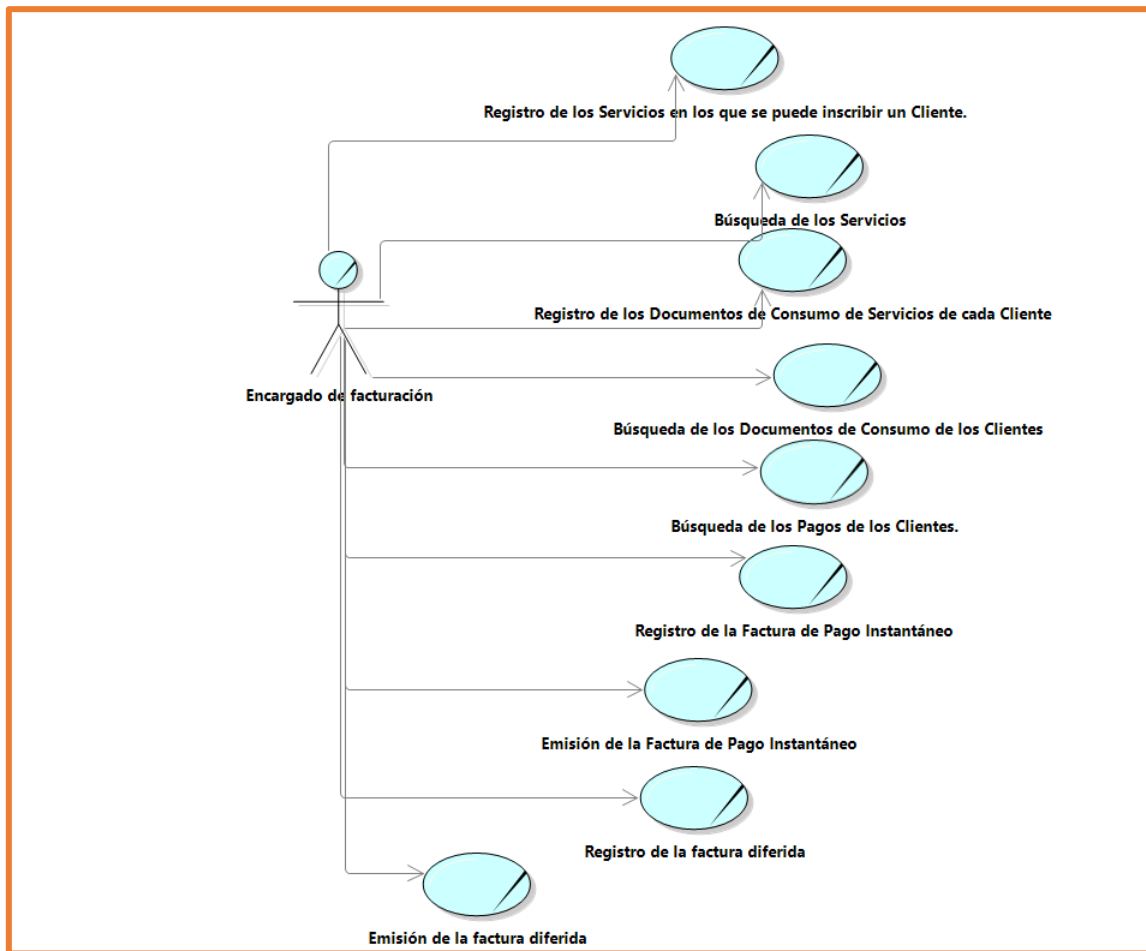 Registro de los Servicios en los que se puede inscribir un Cliente.
Búsqueda de los Servicios
Registro de los Documentos de Consumo de Servicios de cada Cliente
Encargado de facturación
Búsqueda de los Documentos de Consumo de los Clientes
Búsqueda de los Pagos de los Clientes.
Registro de la Factura de Pago Instantáneo
Emisión de la Factura de Pago Instantáneo
Registro de la factura diferida
Emisión de la factura diferida